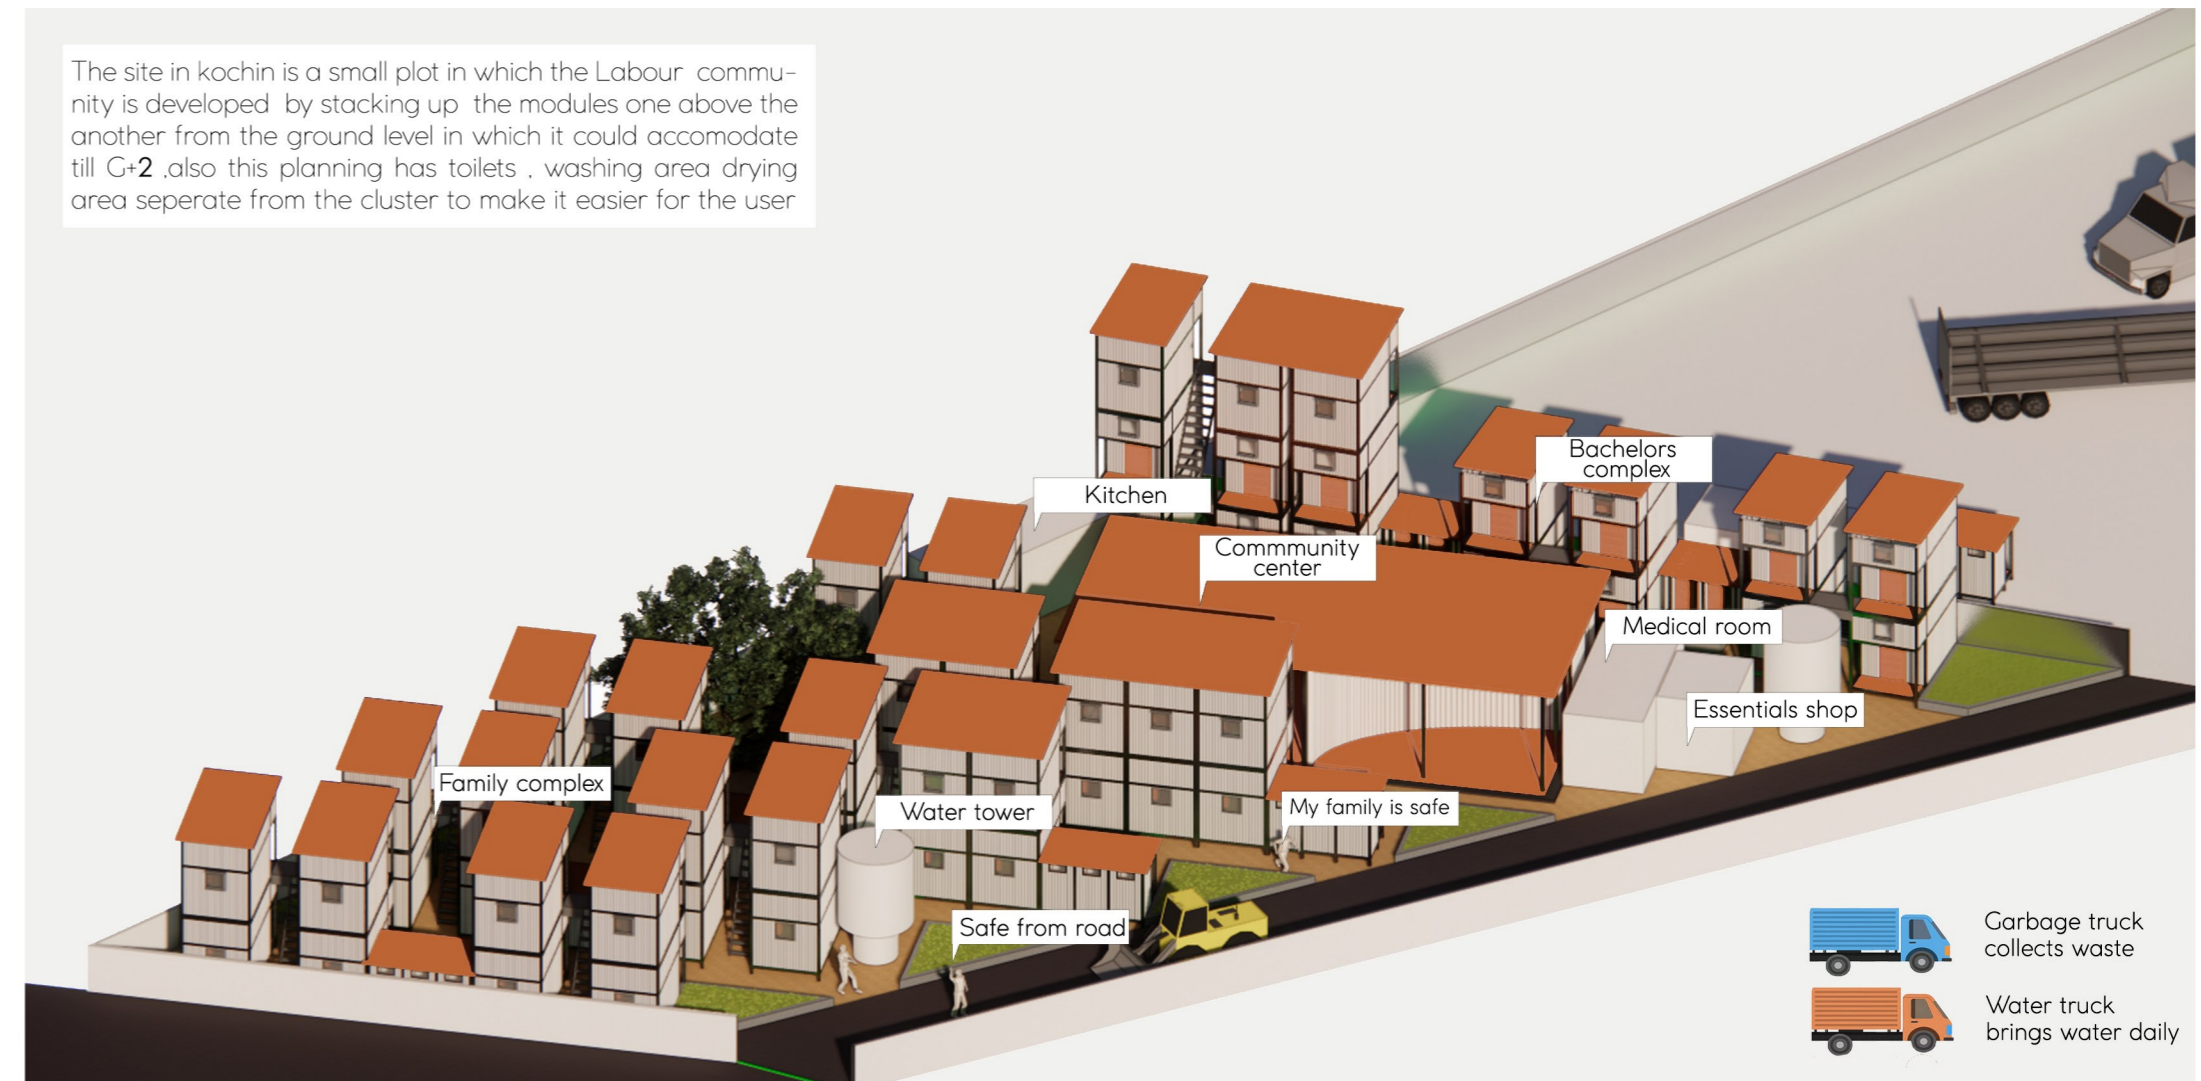 The site in kochin is a small plot in which the Labour commu-
nity is developed by stacking up the modules one above the
another from the ground level in which it could accomodate
till G+2 ,also this planning has toilets , washing area drying
area seperate from the cluster to make it easier for the user
Bachelors
complex
Kitchen
Commmunity
center
Medical room
Essentials shop
Family complex
Water tower
My family is safe
Safe from road
Garbage truck
collects waste
Water truck
brings water daily